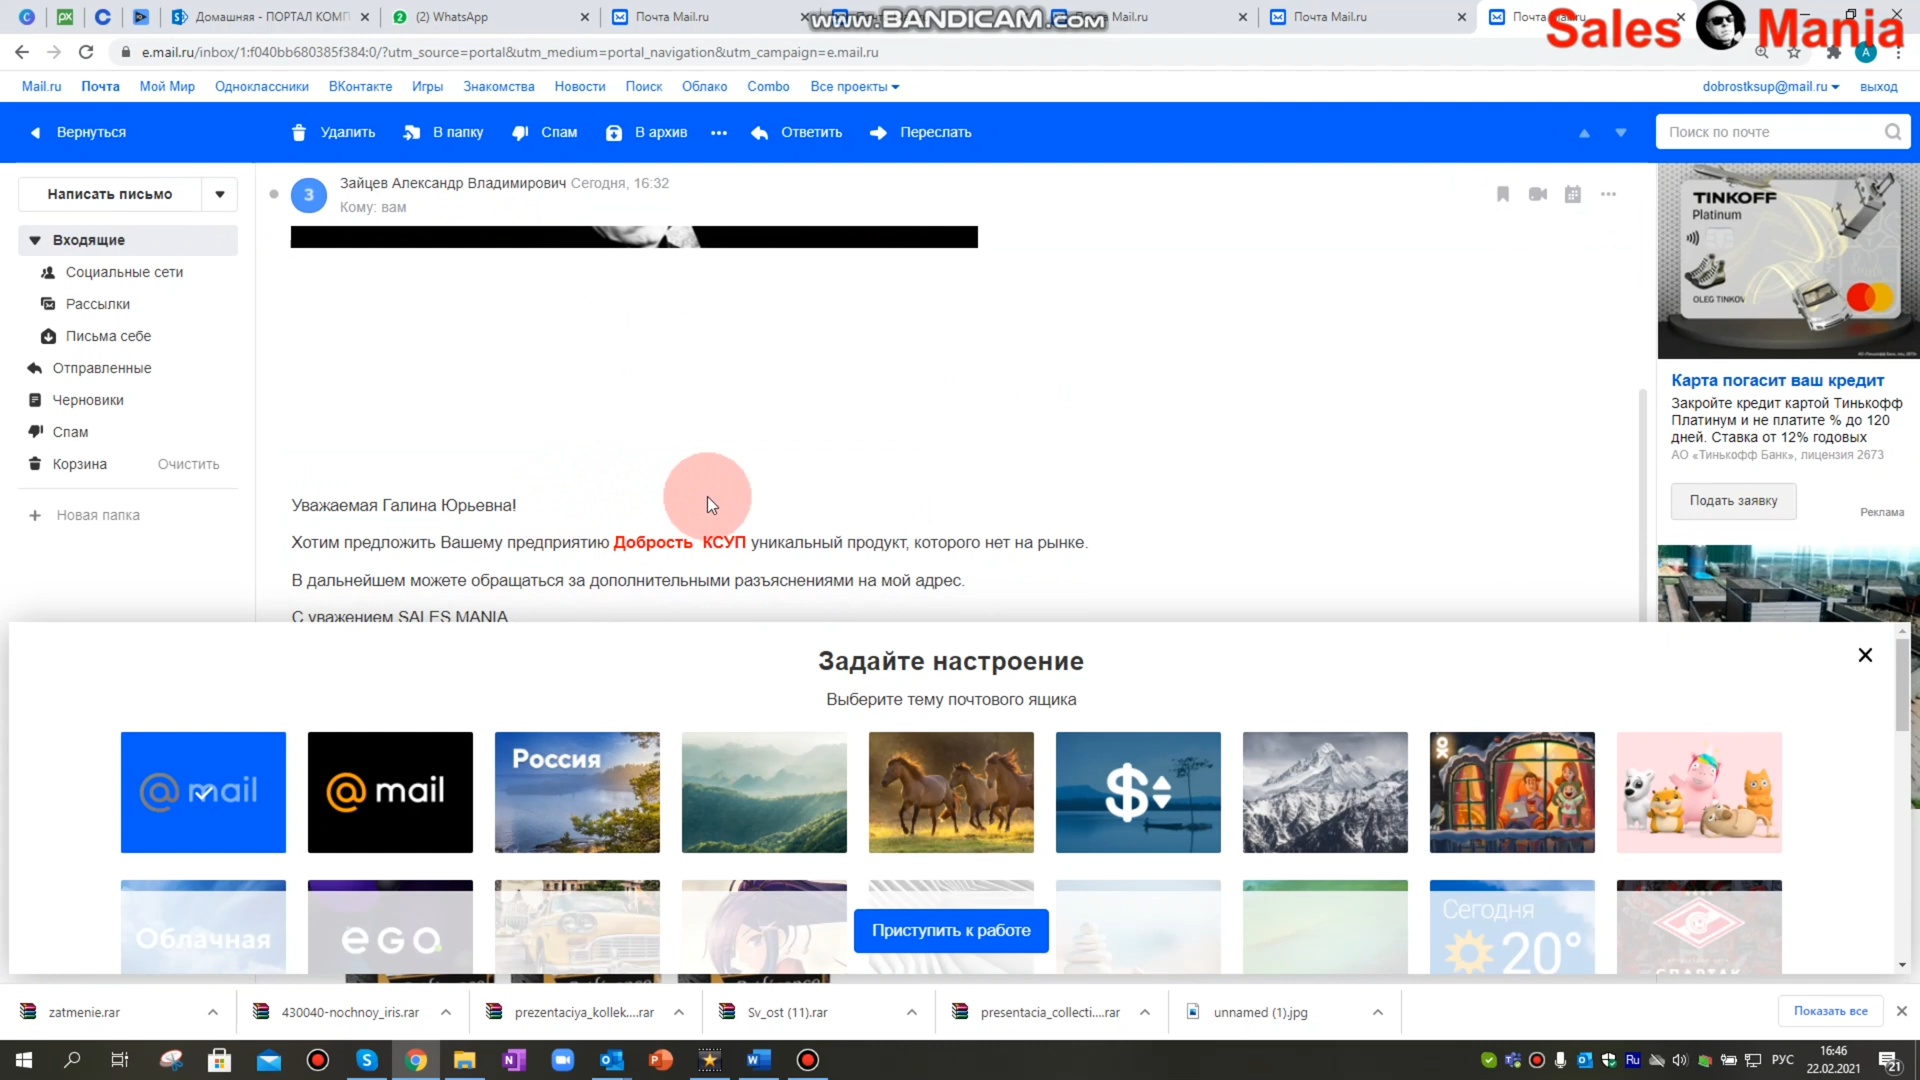 Домашняя - ПОРТАЛ КОМП
(2) WhatsApp
Почта Mail.ru
www.BANDICAM.com
Mail.ru
Почта Mail.ru
Почта Mail.ru
Sales Mania
e.mail.ru/inbox/1:f040bb680385f384:0/?utm_source=portal&utm_medium=portal_navigation&utm_campaign=e.mail.ru
A
Mail.ru
Почта
Мой Мир
Одноклассники
ВКонтакте
Игры
Знакомства
Новости
Поиск
Облако
Combo
Все проекты
dobrostksup@mail.ru
выход
Вернуться
Удалить
В папку
Спам
В архив
Ответить
Переслать
Поиск по почте
Написать письмо
Входящие
Социальные сети
Рассылки
Письма себе
Отправленные
Черновики
Спам
Корзина
Очистить
Новая папка
З
Зайцев Александр Владимирович Сегодня, 16:32
Кому: вам
Уважаемая Галина Юрьевна!
Хотим предложить Вашему предприятию Добрость КСУП уникальный продукт, которого нет на рынке.
В дальнейшем можете обращаться за дополнительными разъяснениями на мой адрес.
С уважением SALES MANIA
TINKOFF
Platinum
OLEG TINKOV
Карта погасит ваш кредит
Закройте кредит картой Тинькофф
Платинум и не платите % до 120
дней. Ставка от 12% годовых
АО «Тинькофф Банк», лицензия 2673
Подать заявку
Реклама
Задайте настроение
Выберите тему почтового ящика
@mail
@mail
Россия
Облачная
EGO
Приступить к работе
Сегодня
20°
СПАРТАК
zatmenie.rar
430040-nochnoy_iris.rar
prezentaciya_kollek....rar
Sv_ost (11).rar
presentacia_collecti....rar
unnamed (1).jpg
Показать все
Ru
РУС
16:46
22.02.2021
21